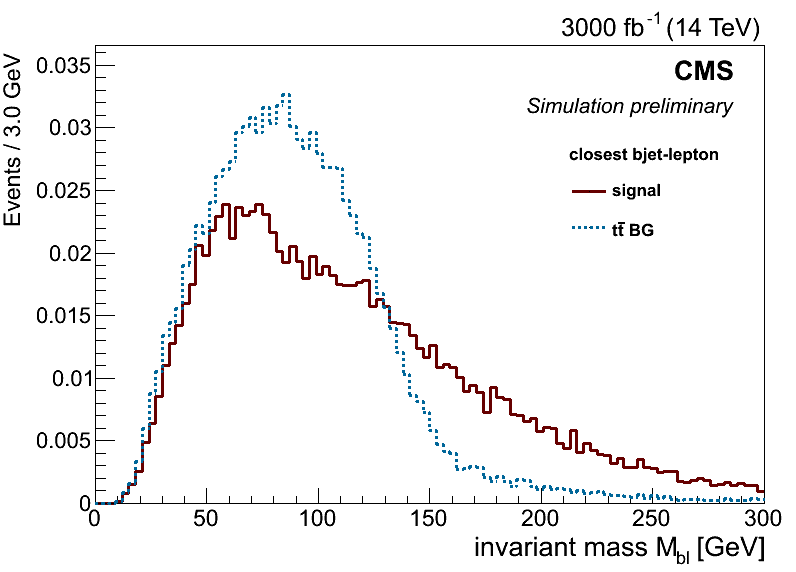 3000 fb⁻¹ (14 TeV)
CMS
Simulation preliminary
closest bjet-lepton
signal
tt̄ BG
Events / 3.0 GeV
0.035
0.03
0.025
0.02
0.015
0.01
0.005
0
0 50 100 150 200 250 300
invariant mass M_bl [GeV]